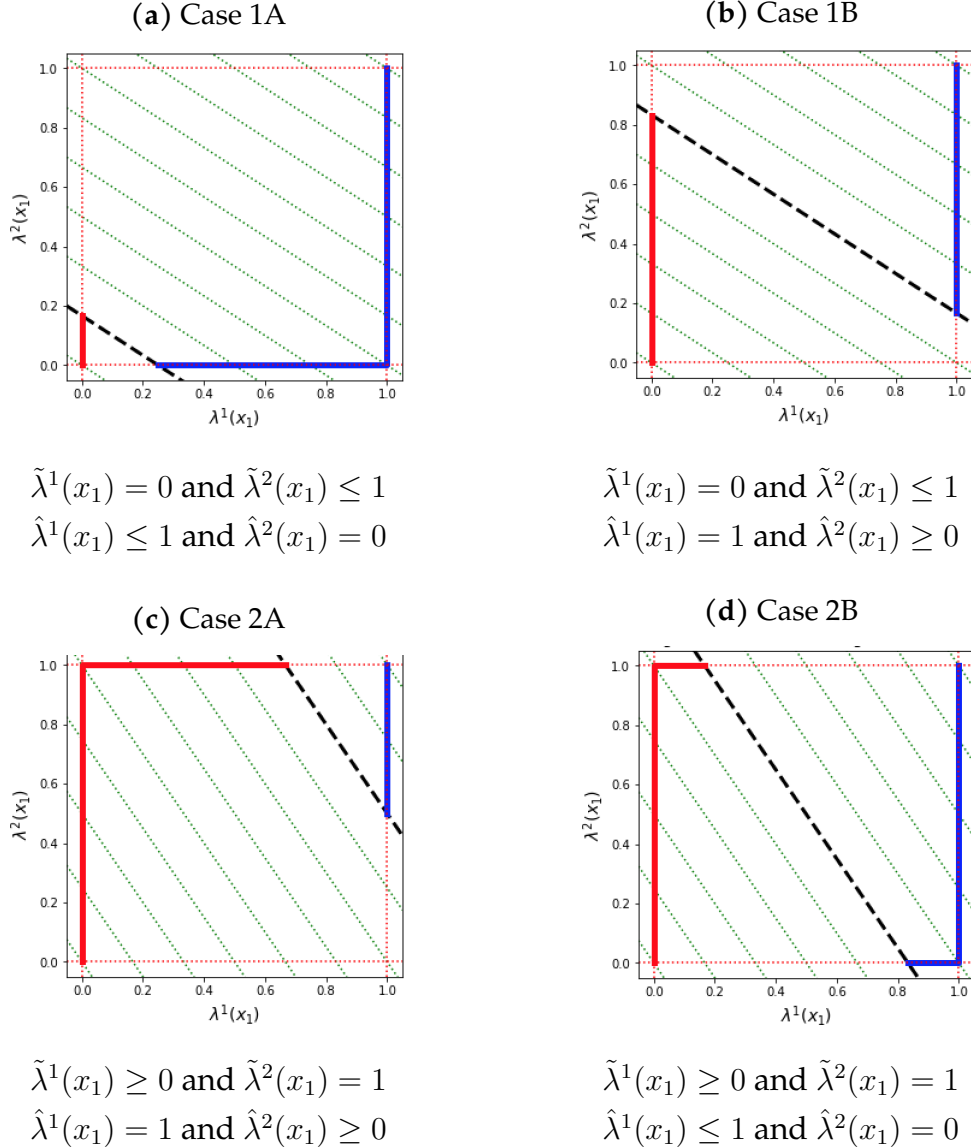 (a) Case 1A
1.0
0.8
0.6
0.4
0.2
0.0
λ²(x₁)
0.0 0.2 0.4 0.6 0.8 1.0
λ¹(x₁)
λ̃¹(x₁) = 0 and λ̃²(x₁) ≤ 1
λ̂¹(x₁) ≤ 1 and λ̂²(x₁) = 0
(b) Case 1B
1.0
0.8
0.6
0.4
0.2
0.0
λ²(x₁)
0.0 0.2 0.4 0.6 0.8 1.0
λ¹(x₁)
λ̃¹(x₁) = 0 and λ̃²(x₁) ≤ 1
λ̂¹(x₁) = 1 and λ̂²(x₁) ≥ 0
(c) Case 2A
1.0
0.8
0.6
0.4
0.2
0.0
λ²(x₁)
0.0 0.2 0.4 0.6 0.8 1.0
λ¹(x₁)
λ̃¹(x₁) ≥ 0 and λ̃²(x₁) = 1
λ̂¹(x₁) = 1 and λ̂²(x₁) ≥ 0
(d) Case 2B
1.0
0.8
0.6
0.4
0.2
0.0
λ²(x₁)
0.0 0.2 0.4 0.6 0.8 1.0
λ¹(x₁)
λ̃¹(x₁) ≥ 0 and λ̃²(x₁) = 1
λ̂¹(x₁) ≤ 1 and λ̂²(x₁) = 0